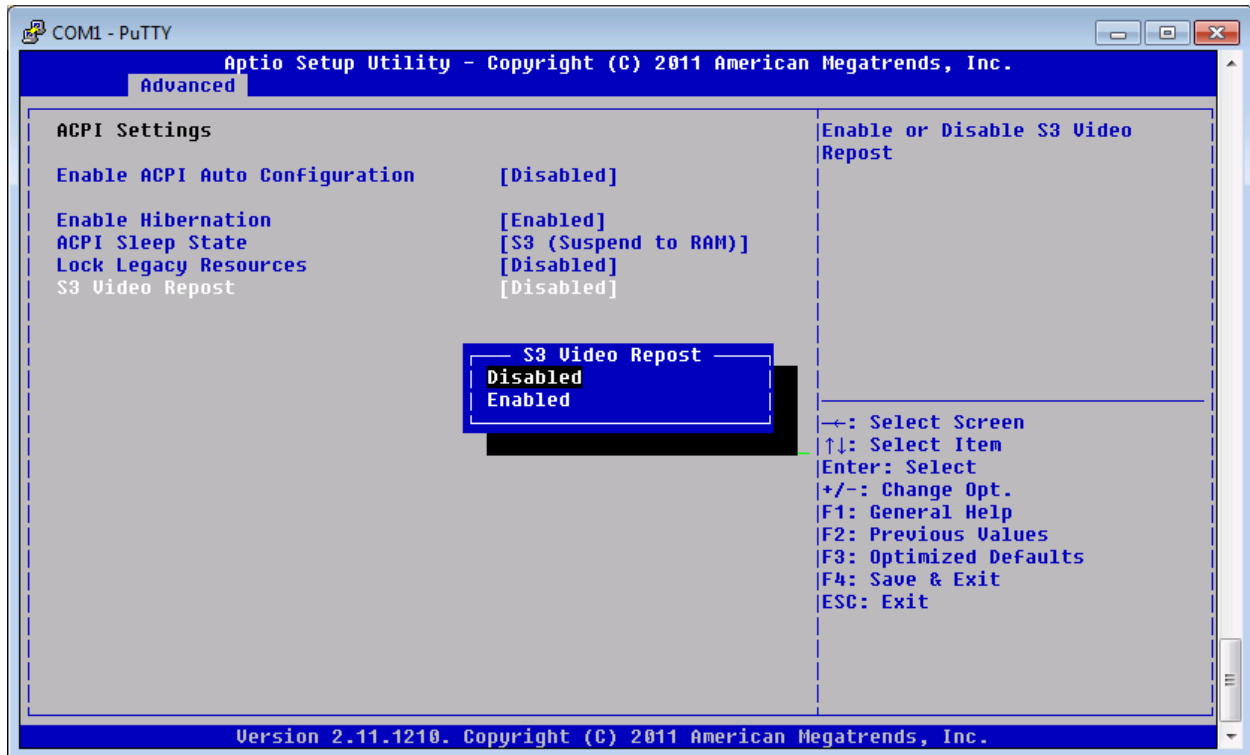 COM1 - PuTTY
Aptio Setup Utility - Copyright (C) 2011 American Megatrends, Inc.
Advanced
ACPI Settings
Enable ACPI Auto Configuration [Disabled]
Enable Hibernation [Enabled]
ACPI Sleep State [S3 (Suspend to RAM)]
Lock Legacy Resources [Disabled]
S3 Video Repost [Disabled]
S3 Video Repost
Disabled
Enabled
Enable or Disable S3 Video
Repost
→←: Select Screen
↑↓: Select Item
Enter: Select
+/-: Change Opt.
F1: General Help
F2: Previous Values
F3: Optimized Defaults
F4: Save & Exit
ESC: Exit
Version 2.11.1210. Copyright (C) 2011 American Megatrends, Inc.